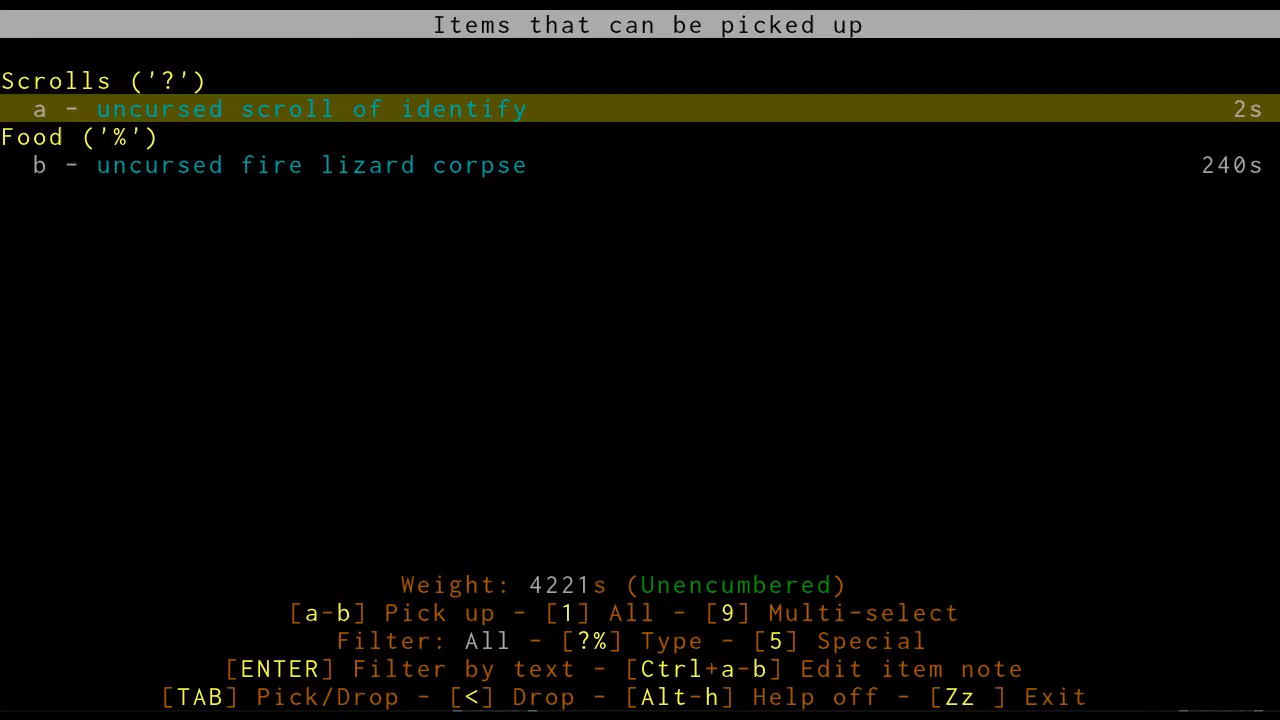 Items that can be picked up
Scrolls ('?')
a - uncursed scroll of identify 2s
Food ('%')
b - uncursed fire lizard corpse 240s
Weight: 4221s (Unencumbered)
[a-b] Pick up - [1] All - [9] Multi-select
Filter: All - [?%] Type - [5] Special
[ENTER] Filter by text - [Ctrl+a-b] Edit item note
[TAB] Pick/Drop - [<] Drop - [Alt-h] Help off - [Zz ] Exit